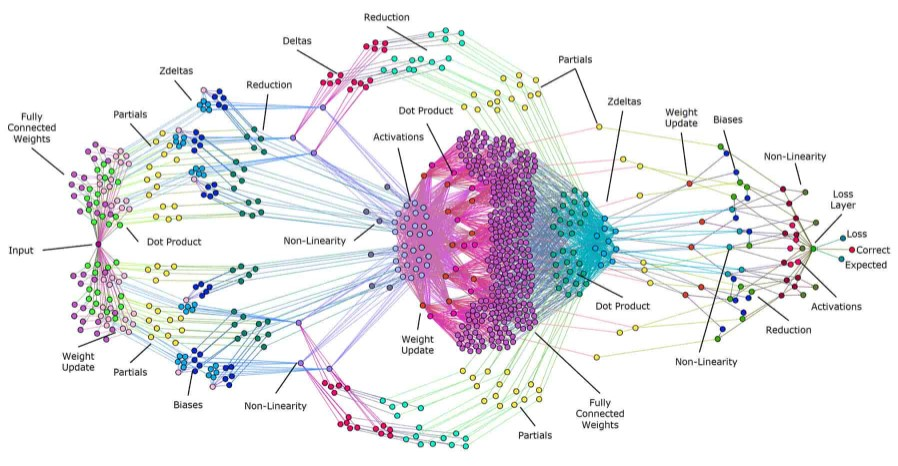 Reduction
Deltas
Partials
Zdeltas
Reduction
Zdeltas
Dot Product
Weight
Update
Biases
Partials
Fully
Connected
Weights
Activations
Non-Linearity
Loss
Layer
Input
Dot Product
Non-Linearity
Loss
Correct
Expected
Dot Product
Activations
Weight
Update
Reduction
Weight
Update
Partials
Non-Linearity
Biases
Non-Linearity
Fully
Connected
Weights
Partials